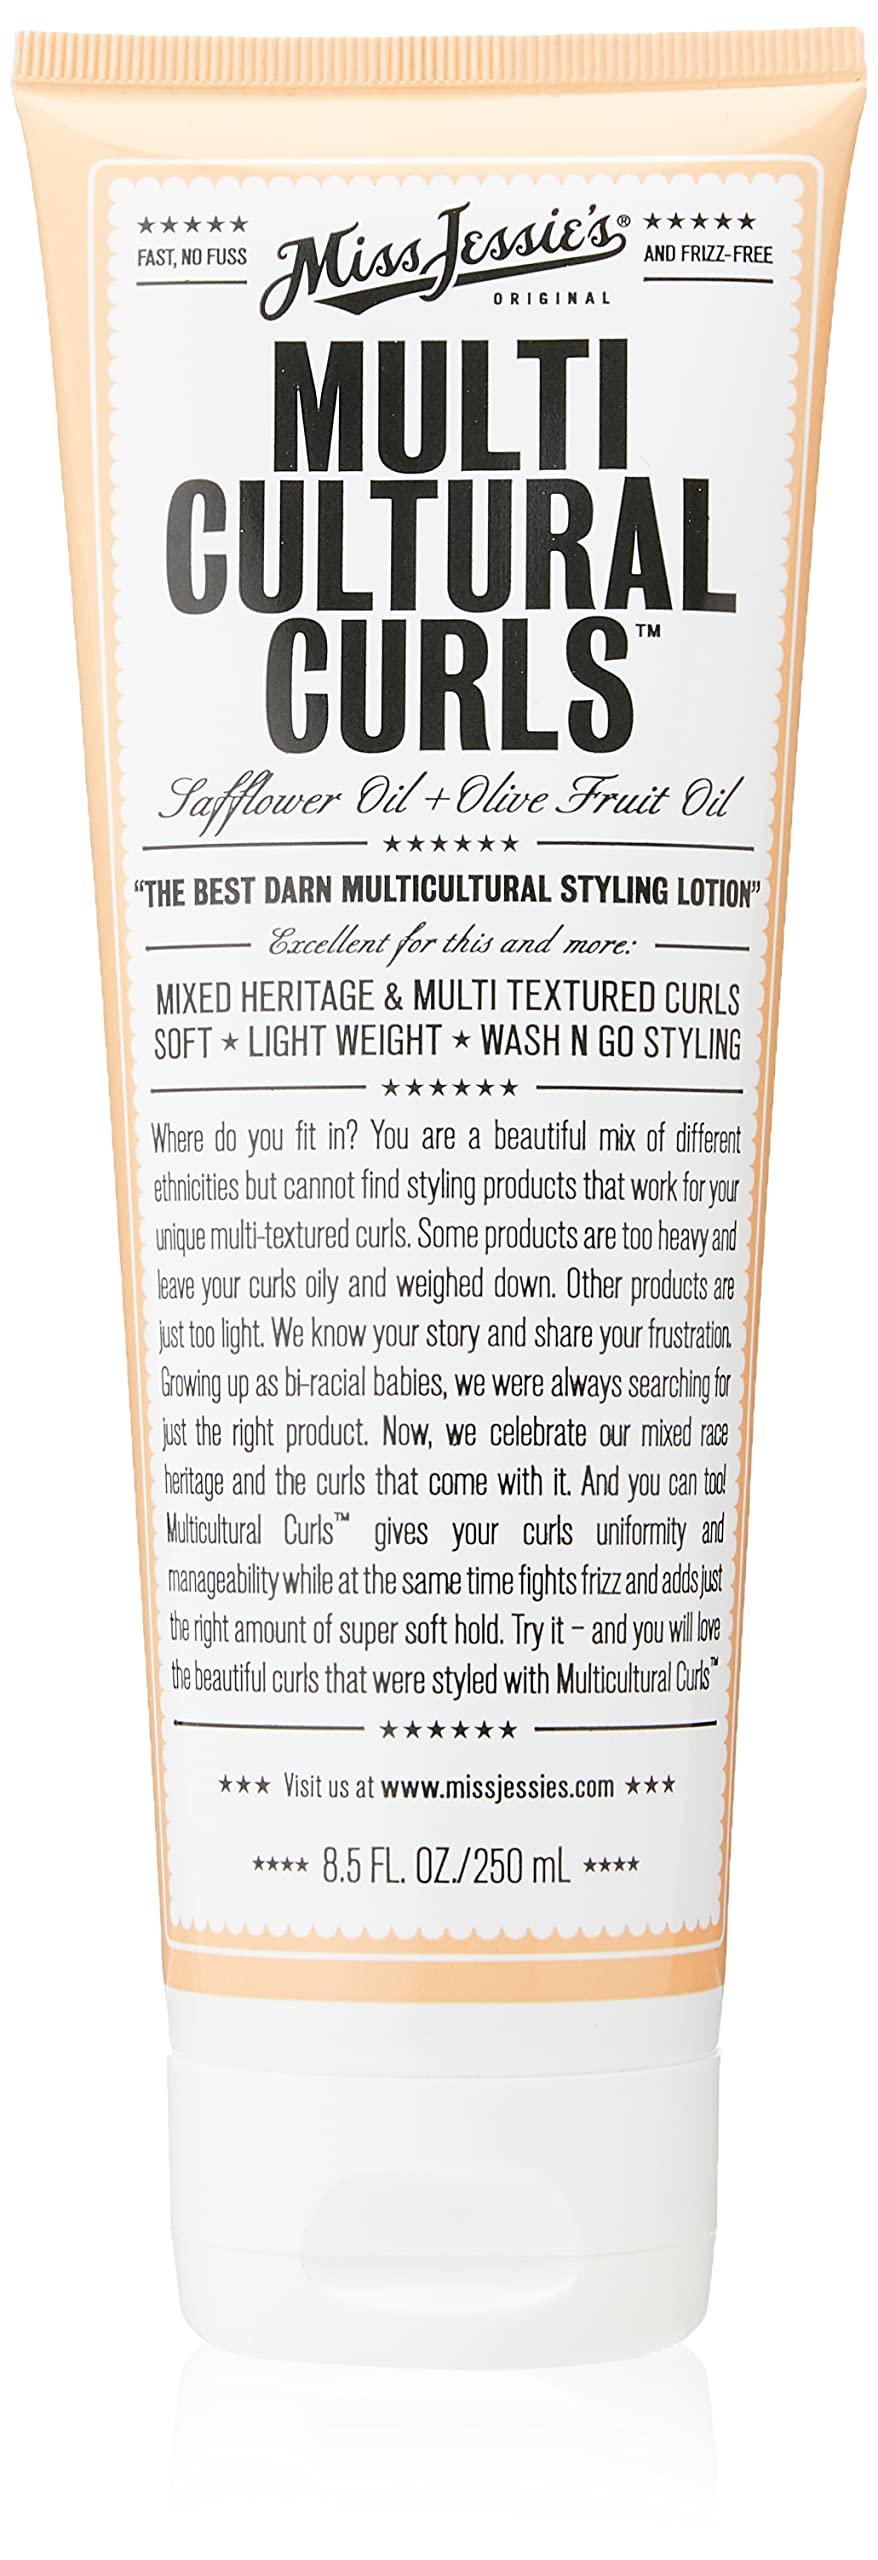 ★★★★★ Miss Jessie's® ★★★★★
FAST, NO FUSS AND FRIZZ-FREE
ORIGINAL
MULTI
CULTURAL
CURLS™
Safflower Oil + Olive Fruit Oil
★★★★★★
"THE BEST DARN MULTICULTURAL STYLING LOTION"
Excellent for this and more:
MIXED HERITAGE & MULTI TEXTURED CURLS
SOFT ★ LIGHT WEIGHT ★ WASH N GO STYLING
★★★★★★
Where do you fit in? You are a beautiful mix of different
ethnicities but cannot find styling products that work for your
unique multi-textured curls. Some products are too heavy and
leave your curls oily and weighed down. Other products are
just too light. We know your story and share your frustration.
Growing up as bi-racial babies, we were always searching for
just the right product. Now, we celebrate our mixed race
heritage and the curls that come with it. And you can too!
Multicultural Curls™ gives your curls uniformity and
manageability while at the same time fights frizz and adds just
the right amount of super soft hold. Try it – and you will love
the beautiful curls that were styled with Multicultural Curls™
★★★★★★
★★★ Visit us at www.missjessies.com ★★★
★★★★ 8.5 FL. OZ./250 mL ★★★★